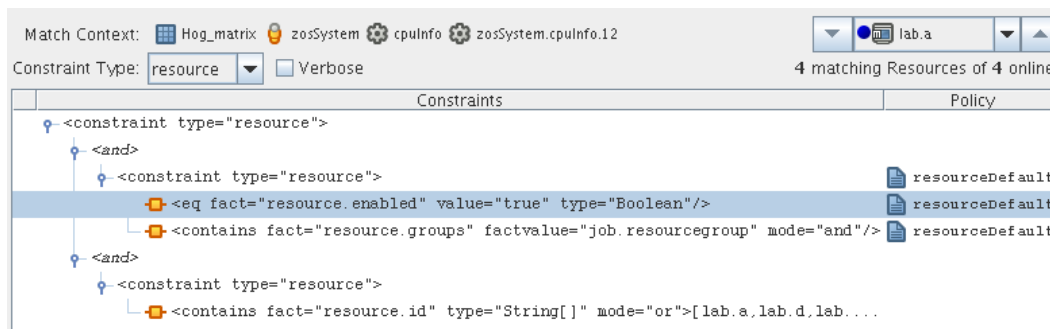 Match Context: Hog_matrix zosSystem cpuInfo zosSystem.cpuInfo.12 lab.a
Constraint Type: resource Verbose 4 matching Resources of 4 online
Constraints Policy
<constraint type="resource">
<and>
<constraint type="resource"> resourceDefault
<eq fact="resource.enabled" value="true" type="Boolean"/> resourceDefault
<contains fact="resource.groups" factvalue="job.resourcegroup" mode="and"/> resourceDefault
<and>
<constraint type="resource">
<contains fact="resource.id" type="String[]" mode="or">[lab.a,lab.d,lab....